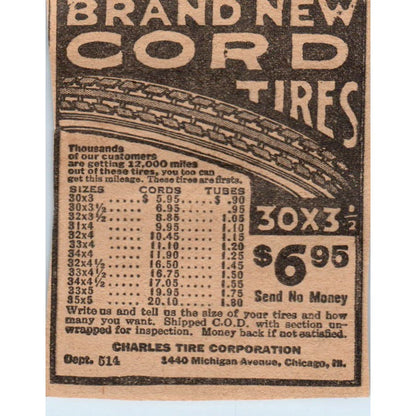 BRAND NEW
CORD
TIRES
Thousands
of our customers
are getting 12,000 miles
out of these tires, you too can
get this mileage. These tires are firsts.
SIZES CORDS TUBES
30x3 ..... $ 5.95 ..... $ .90
30x3½ ..... 6.95 ..... .95
32x3½ ..... 8.85 ..... 1.05
31x4 ..... 9.95 ..... 1.10
32x4 ..... 10.45 ..... 1.15
33x4 ..... 11.10 ..... 1.20
34x4 ..... 11.90 ..... 1.25
32x4½ ..... 16.50 ..... 1.45
33x4½ ..... 16.75 ..... 1.50
34x4½ ..... 17.05 ..... 1.55
33x5 ..... 19.95 ..... 1.75
35x5 ..... 20.10 ..... 1.80
30X3½
$6.95
Send No Money
Write us and tell us the size of your tires and how
many you want. Shipped C.O.D. with section un-
wrapped for inspection. Money back if not satisfied.
CHARLES TIRE CORPORATION
Dept. 514 1440 Michigan Avenue, Chicago, Ill.